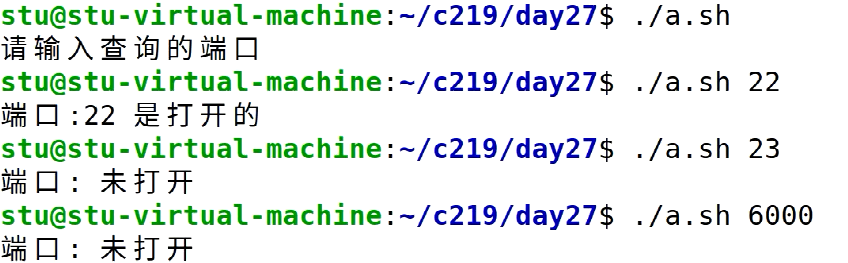 stu@stu-virtual-machine:~/c219/day27$ ./a.sh
请输入查询的端口
stu@stu-virtual-machine:~/c219/day27$ ./a.sh 22
端口:22 是打开的
stu@stu-virtual-machine:~/c219/day27$ ./a.sh 23
端口: 未打开
stu@stu-virtual-machine:~/c219/day27$ ./a.sh 6000
端口: 未打开